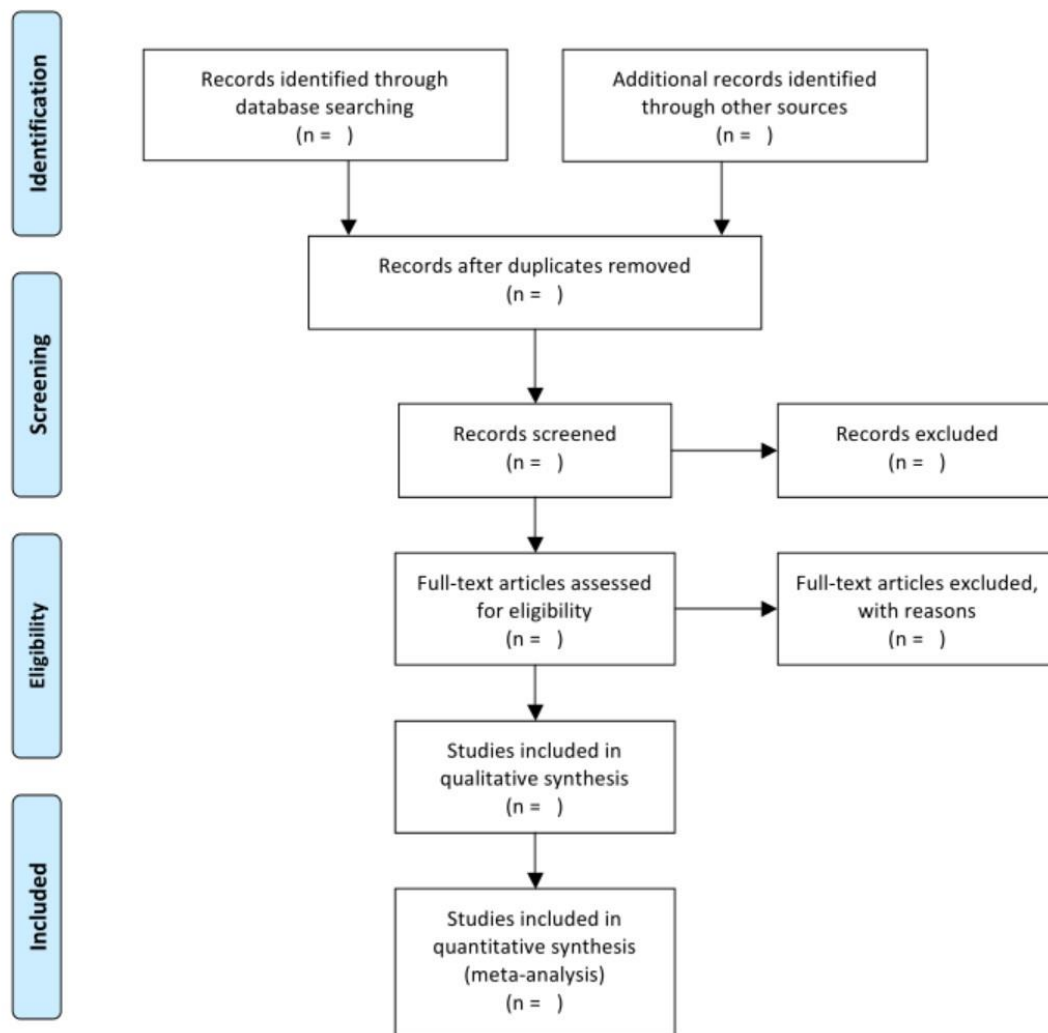 Identification
Records identified through
database searching
(n =   )
Additional records identified
through other sources
(n =   )
Records after duplicates removed
(n =   )
Screening
Records screened
(n =   )
Records excluded
(n =   )
Eligibility
Full-text articles assessed
for eligibility
(n =   )
Full-text articles excluded,
with reasons
(n =   )
Studies included in
qualitative synthesis
(n =   )
Included
Studies included in
quantitative synthesis
(meta-analysis)
(n =   )